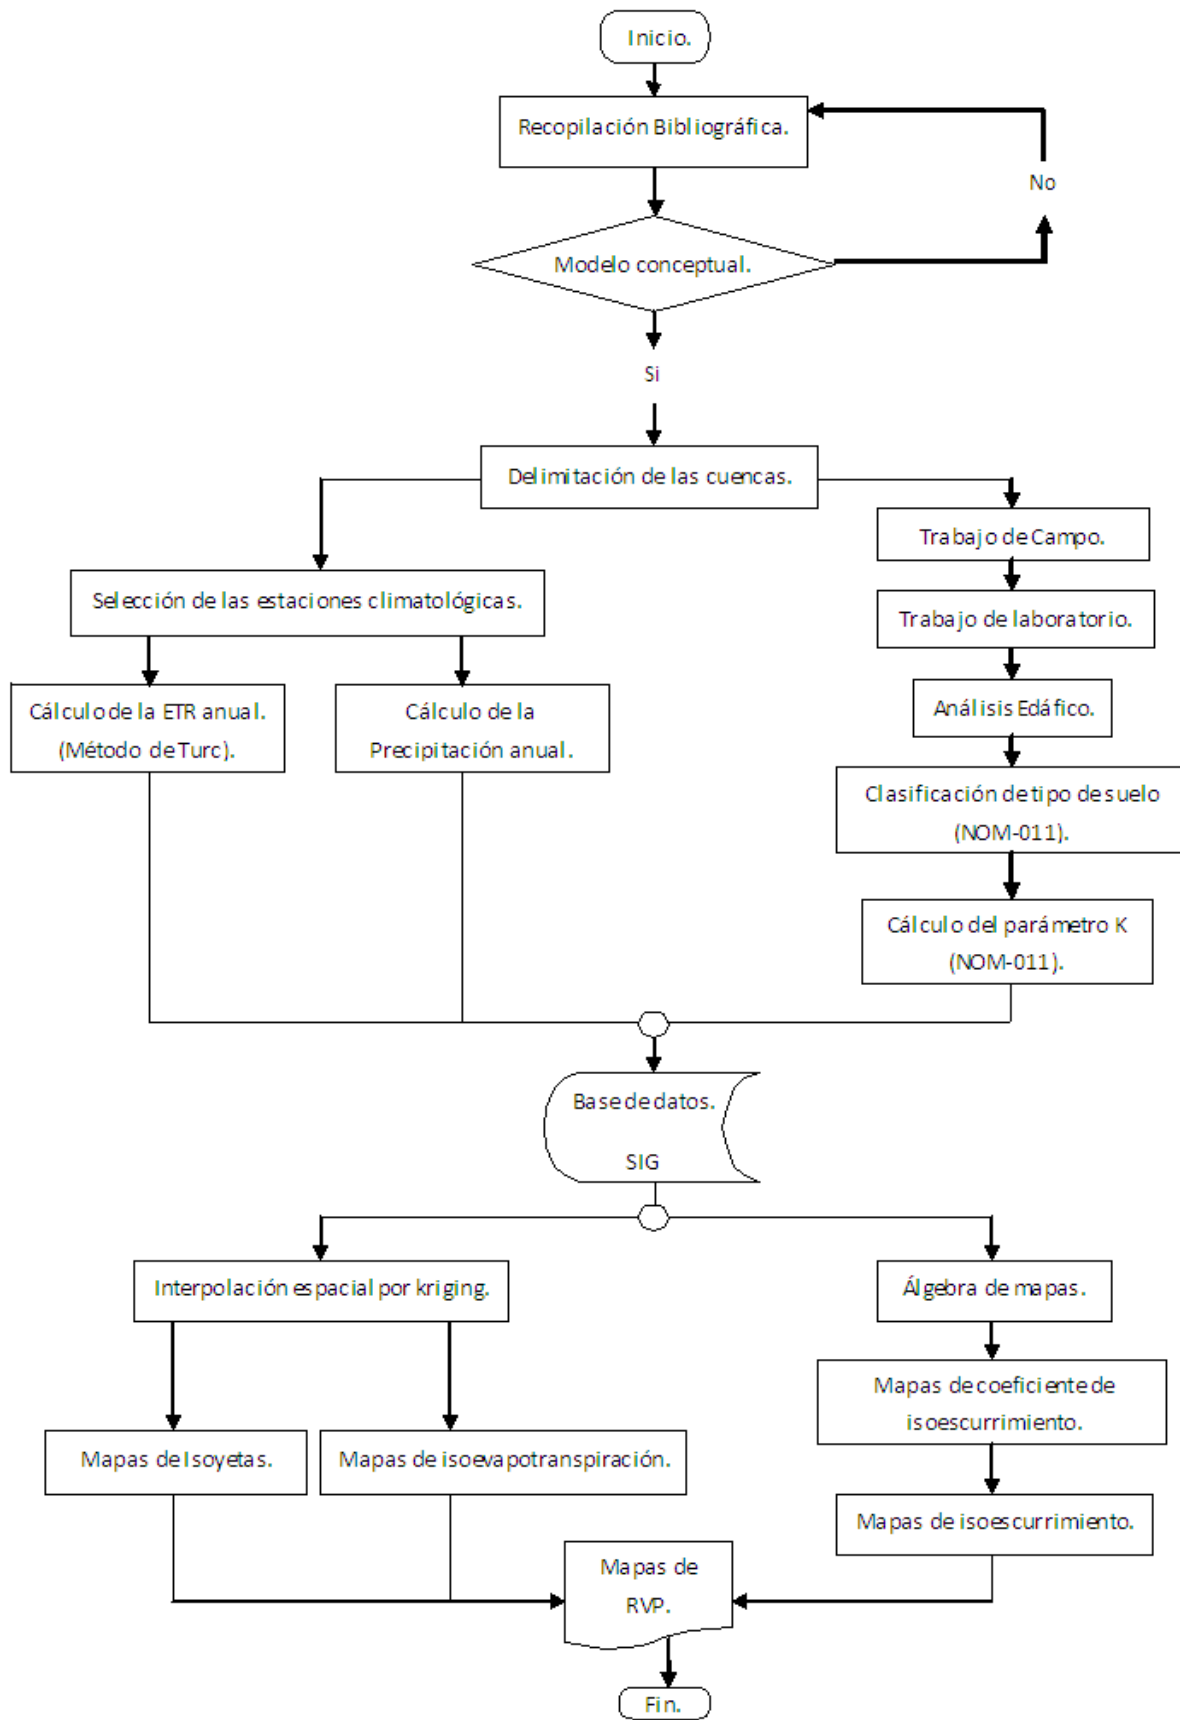 Inicio.
Recopilación Bibliográfica.
No
Modelo conceptual.
Si
Delimitación de las cuencas.
Trabajo de Campo.
Selección de las estaciones climatológicas.
Trabajo de laboratorio.
Cálculo de la ETR anual.
(Método de Turc).
Cálculo de la
Precipitación anual.
Análisis Edáfico.
Clasificación de tipo de suelo
(NOM-011).
Cálculo del parámetro K
(NOM-011).
Base de datos.
SIG
Interpolación espacial por kriging.
Álgebra de mapas.
Mapas de coeficiente de
isoescurrimiento.
Mapas de Isoyetas.
Mapas de isoevapotranspiración.
Mapas de isoescurrimiento.
Mapas de
RVP.
Fin.